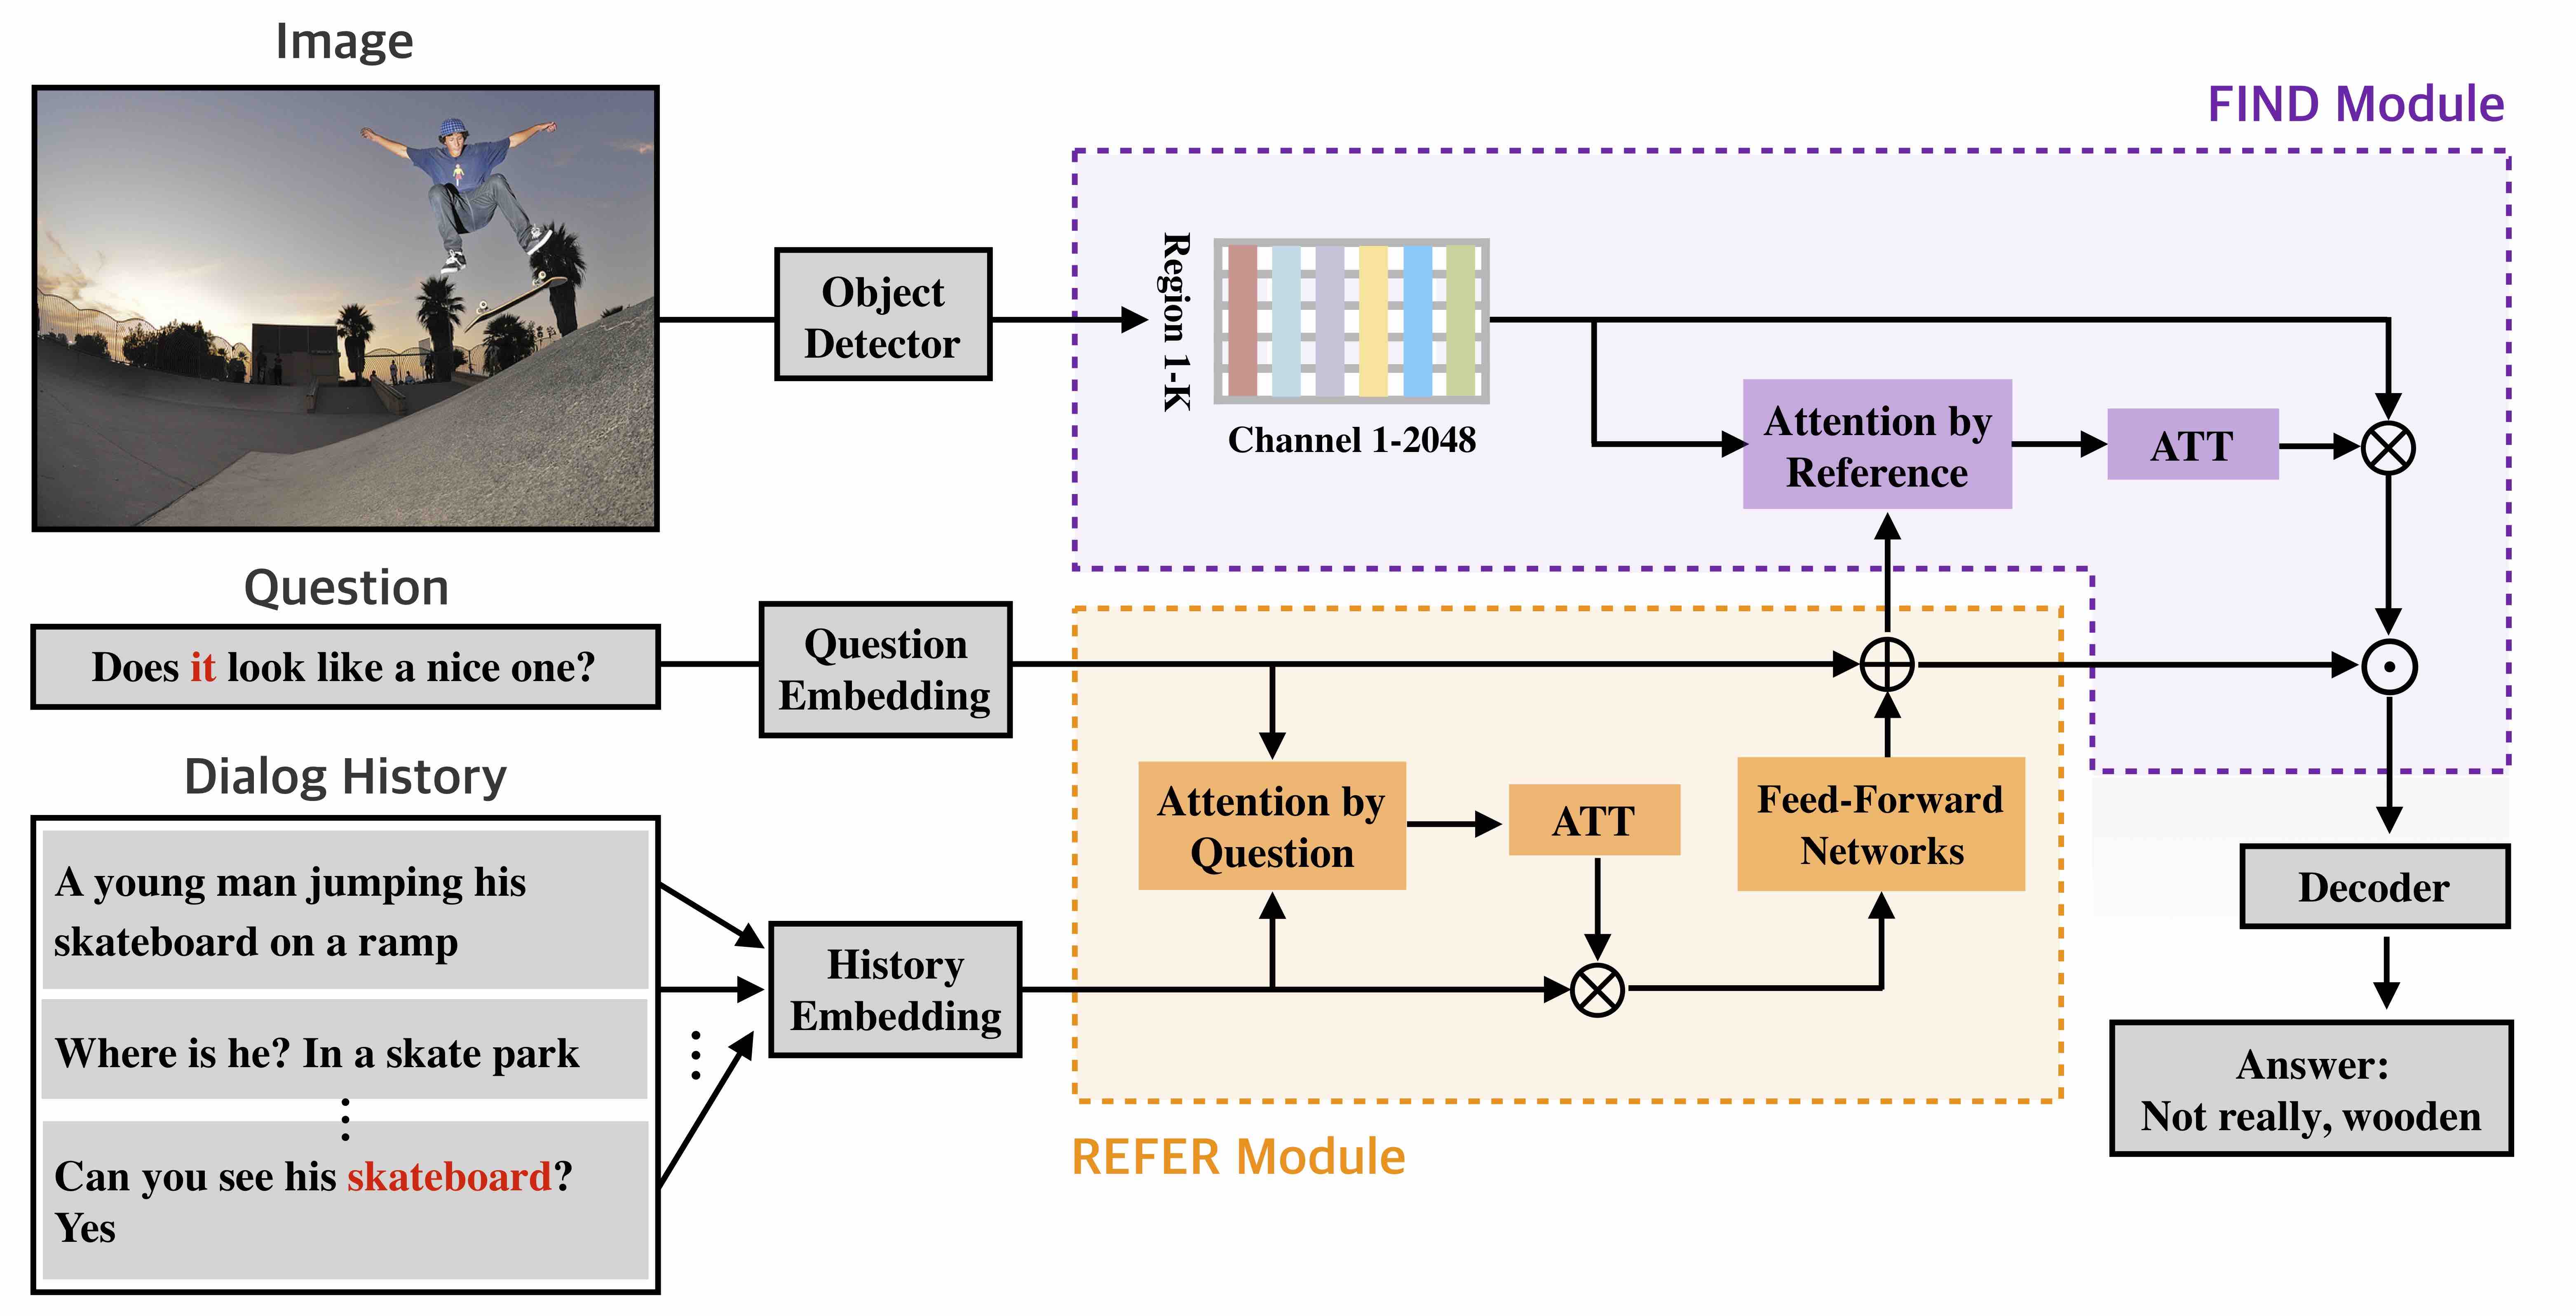 Image
FIND Module
Object
Detector
Region 1-K
Channel 1-2048
Attention by
Reference
ATT
Question
Does it look like a nice one?
Question
Embedding
Dialog History
A young man jumping his
skateboard on a ramp
Where is he? In a skate park
Can you see his skateboard?
Yes
History
Embedding
Attention by
Question
ATT
Feed-Forward
Networks
REFER Module
Decoder
Answer:
Not really, wooden